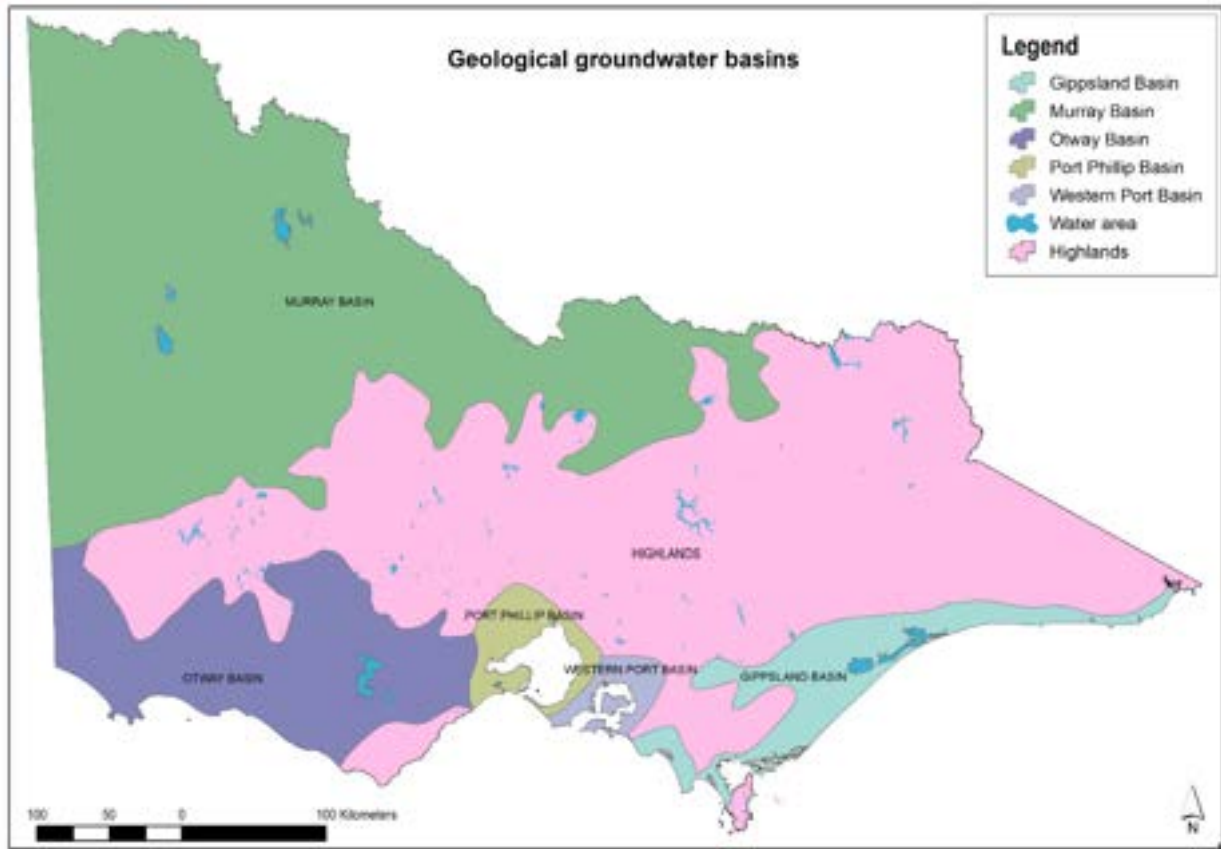 Geological groundwater basins
Legend
Gippsland Basin
Murray Basin
Otway Basin
Port Phillip Basin
Western Port Basin
Water area
Highlands
MURRAY BASIN
HIGHLANDS
PORT PHILLIP BASIN
WESTERN PORT BASIN
OTWAY BASIN
GIPPSLAND BASIN
100 50 0 100 Kilometers
N